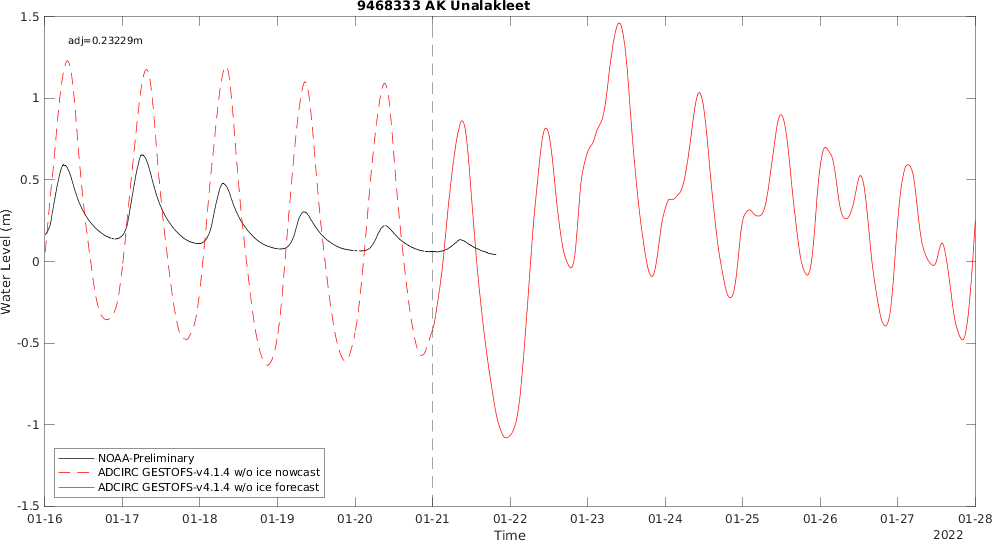 9468333 AK Unalakleet
adj=0.23229m
1.5
1
0.5
0
-0.5
-1
-1.5
Water Level (m)
NOAA-Preliminary
ADCIRC GESTOFS-v4.1.4 w/o ice nowcast
ADCIRC GESTOFS-v4.1.4 w/o ice forecast
01-16 01-17 01-18 01-19 01-20 01-21 01-22 01-23 01-24 01-25 01-26 01-27 01-28
Time
2022